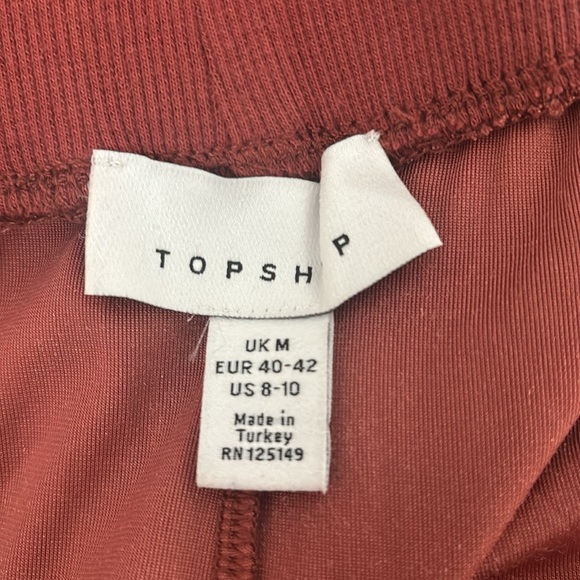 TOPSH P
UK M
EUR 40-42
US 8-10
Made in
Turkey
RN 125149